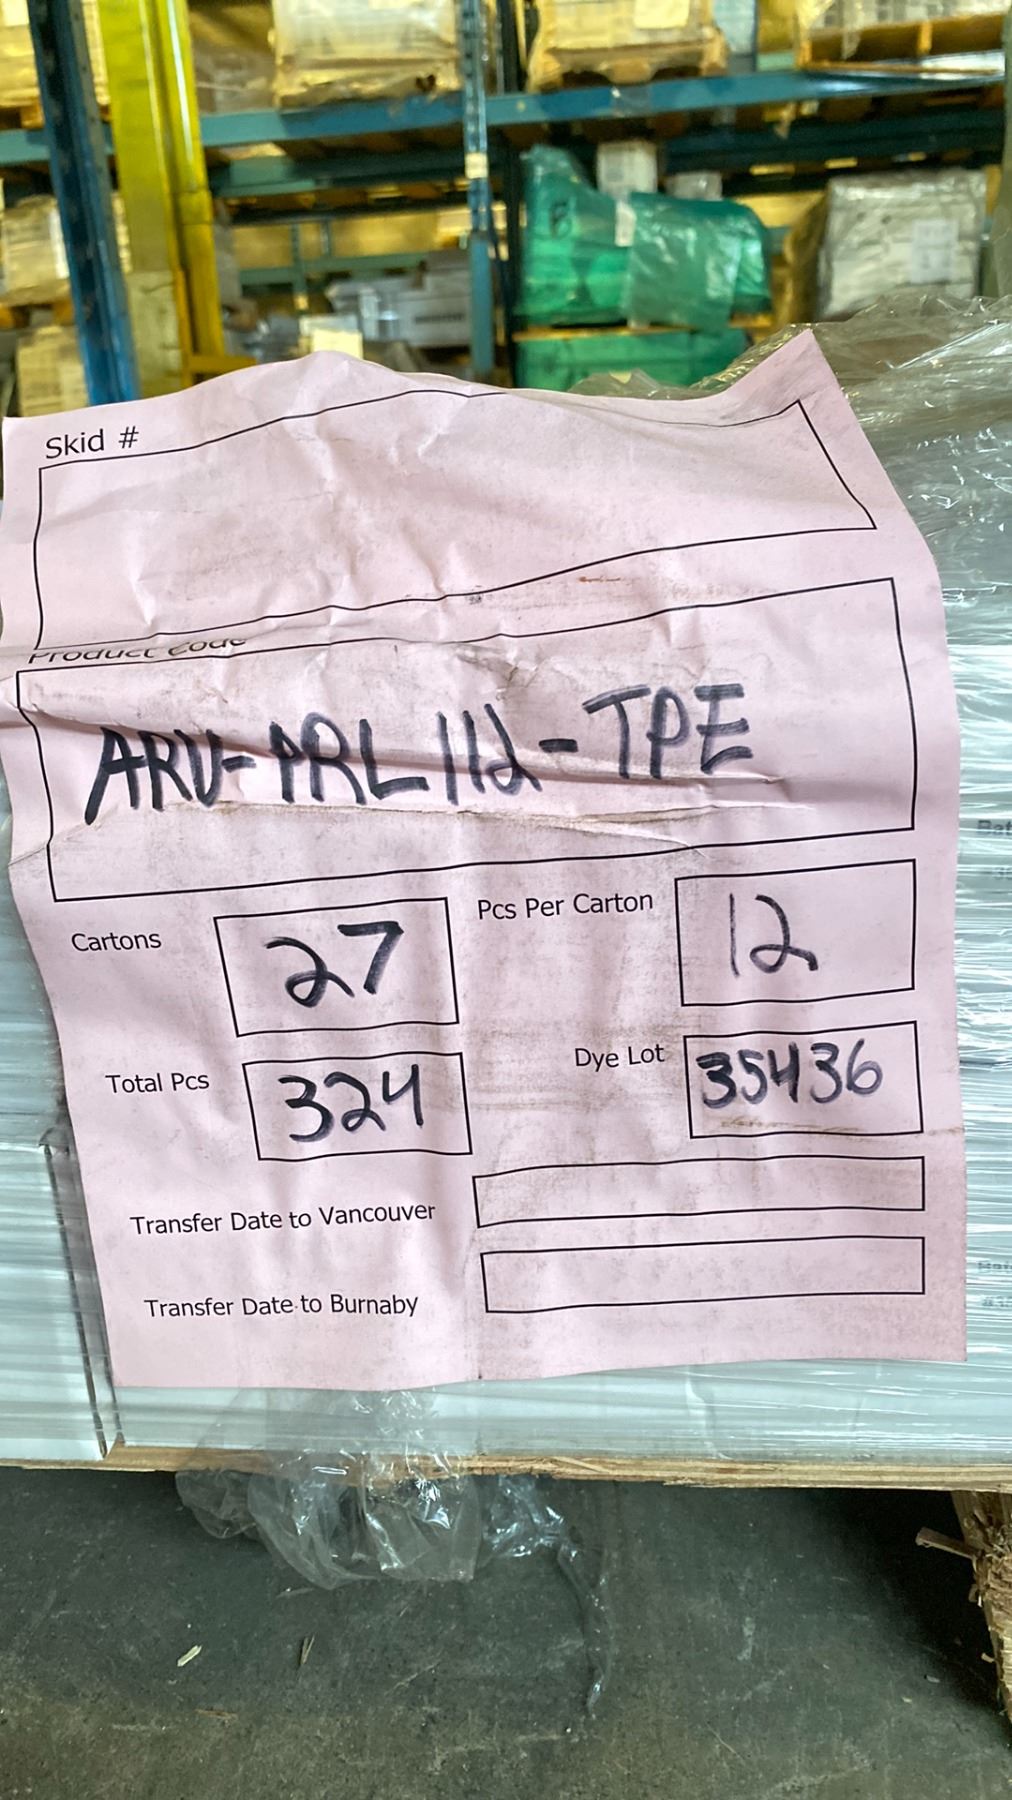 Skid #
Product Code
ARV-PRL112-TPE
Cartons 27 Pcs Per Carton 12
Total Pcs 324 Dye Lot 35436
Transfer Date to Vancouver
Transfer Date to Burnaby